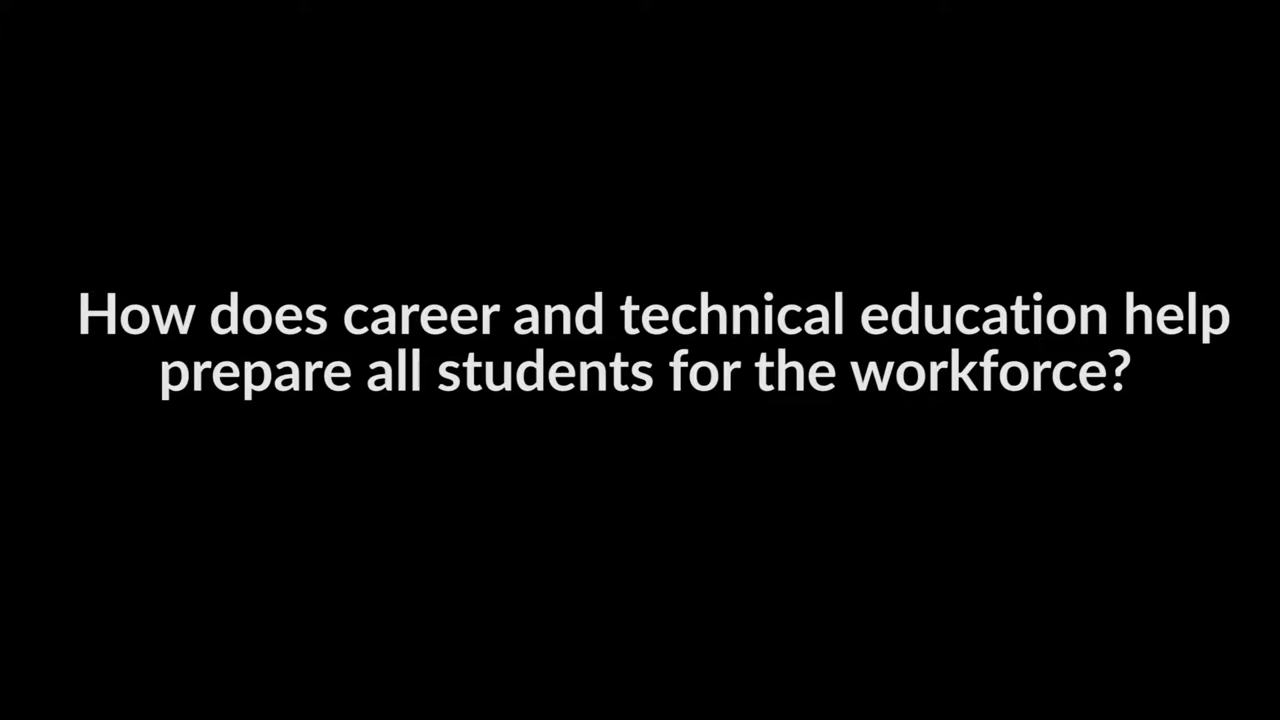 How does career and technical education help
prepare all students for the workforce?